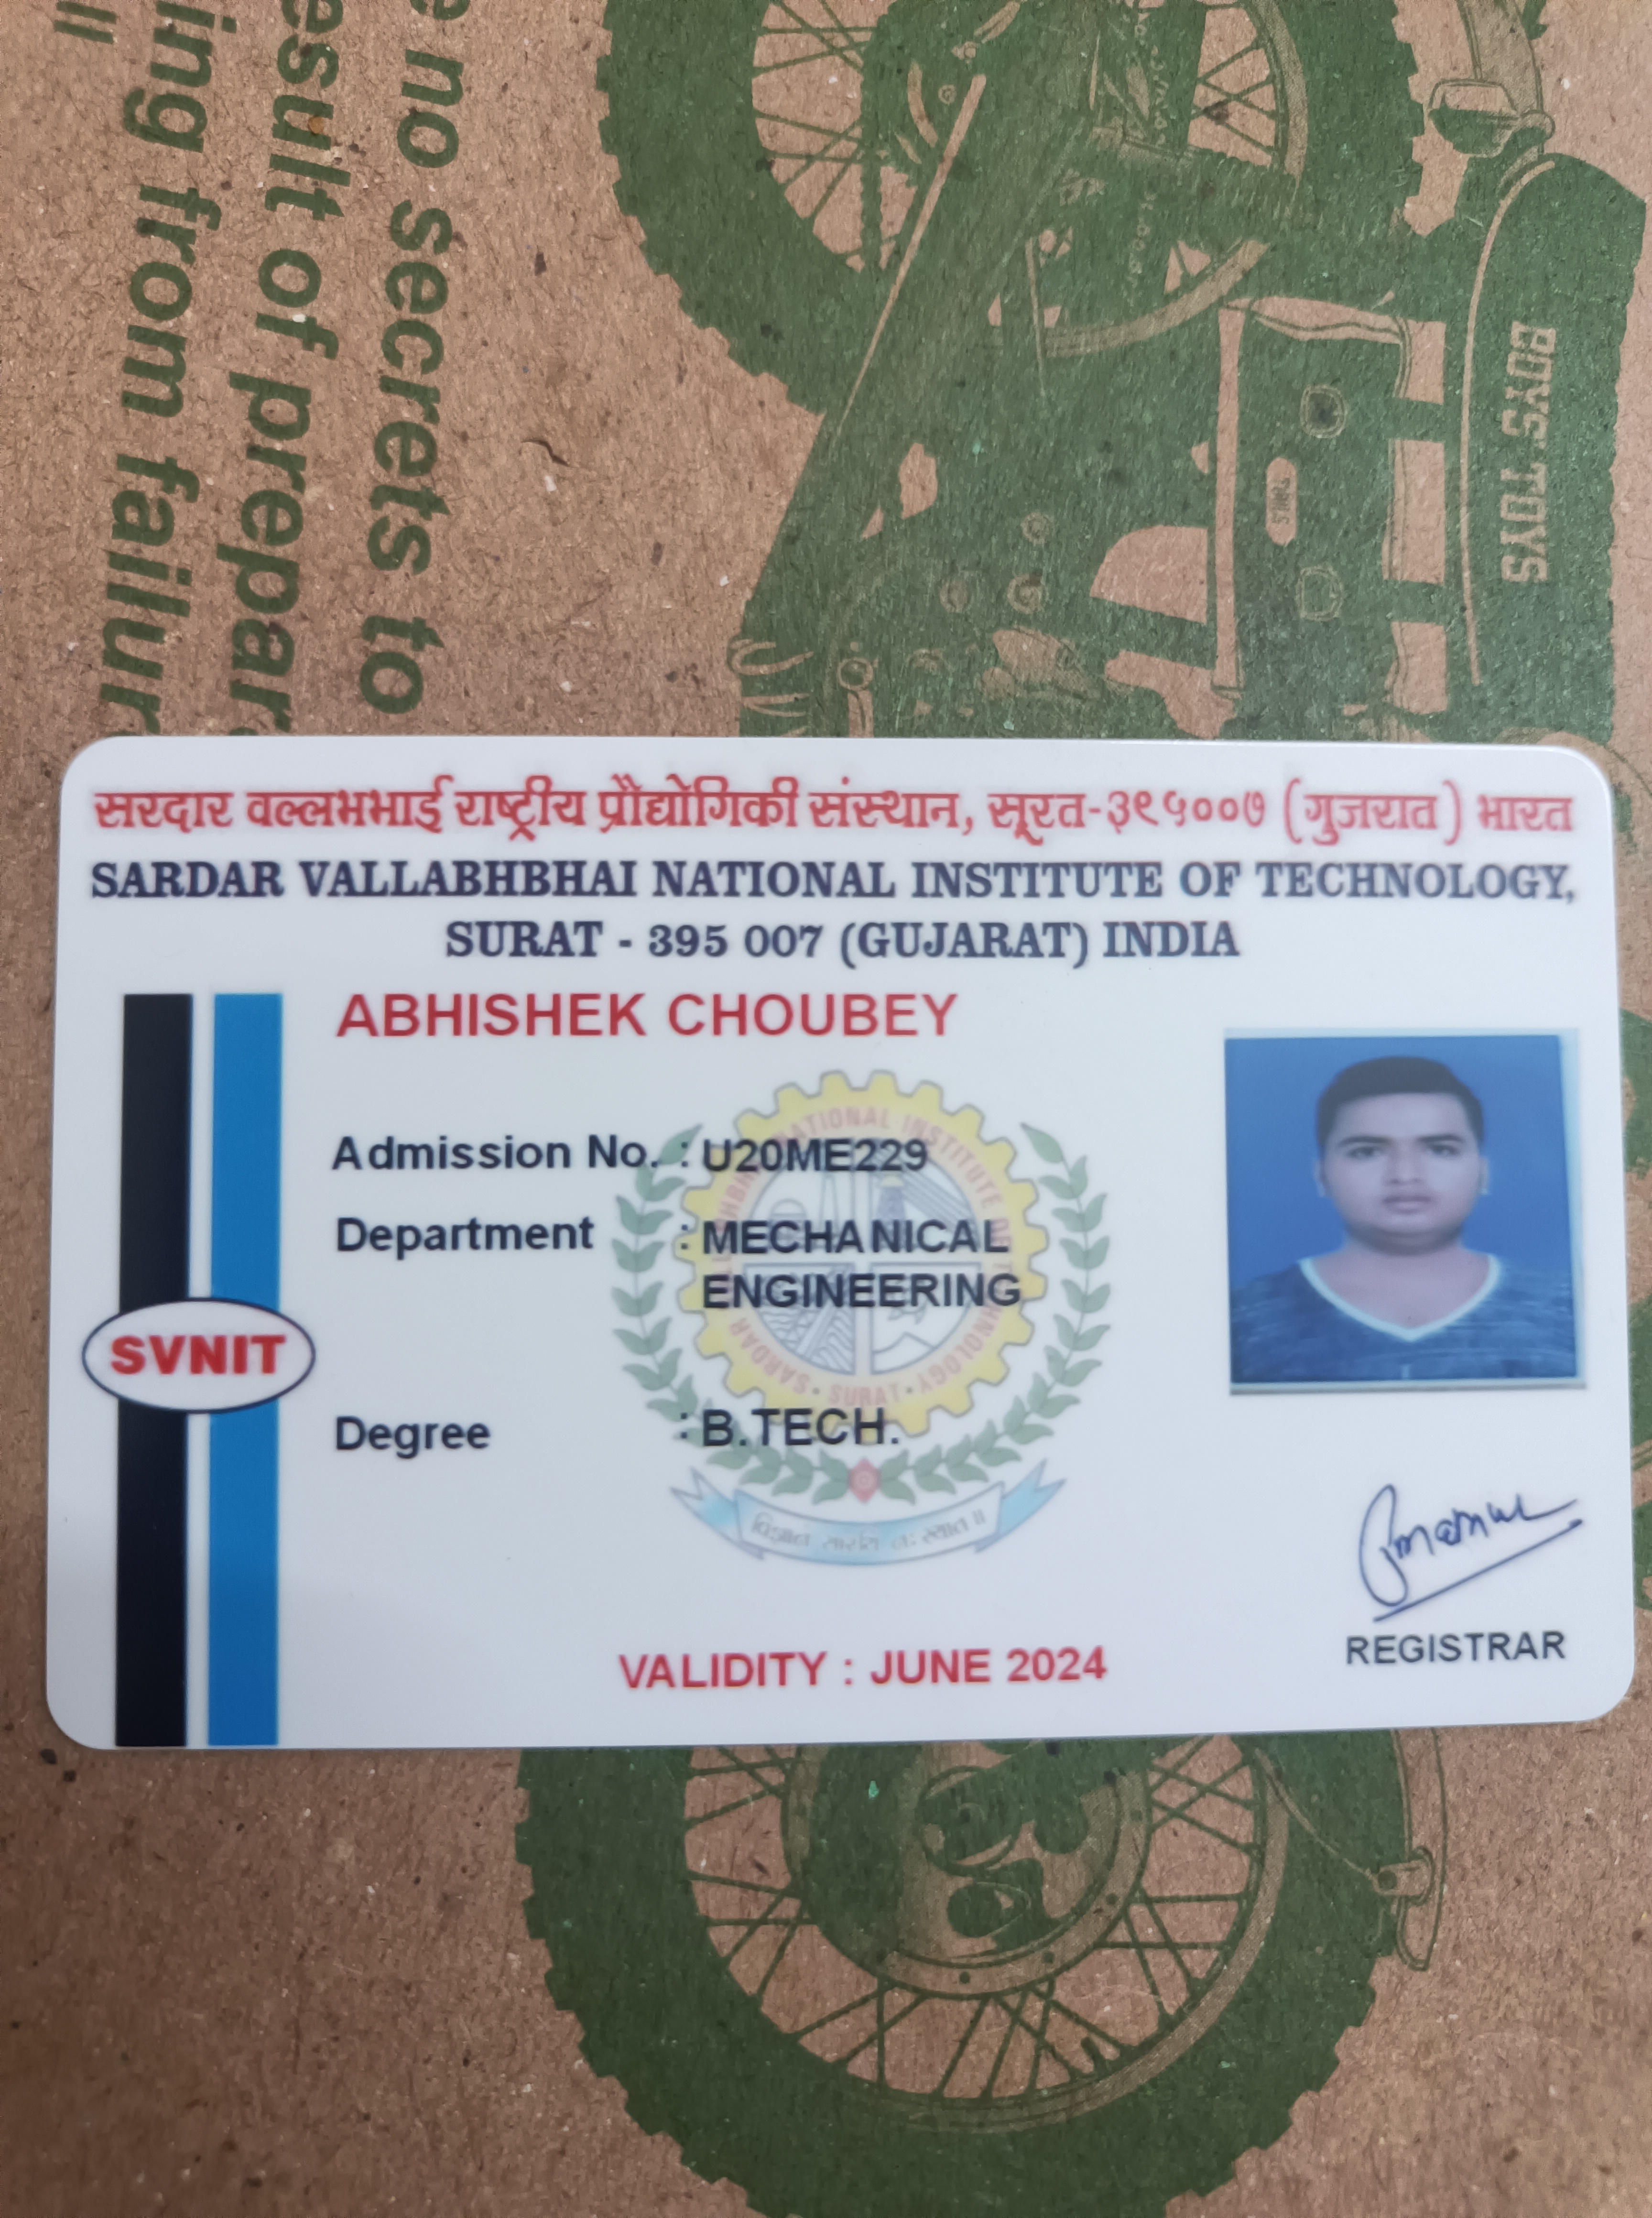 e no secrets to
esult of prepar
ing from failur
BOYS'TOYS
सरदार वल्लभभाई राष्ट्रीय प्रौद्योगिकी संस्थान, सूरत-३९५००७ (गुजरात) भारत
SARDAR VALLABHBHAI NATIONAL INSTITUTE OF TECHNOLOGY,
SURAT - 395 007 (GUJARAT) INDIA
ABHISHEK CHOUBEY
Admission No. : U20ME229
Department : MECHANICAL
ENGINEERING
SVNIT
Degree : B.TECH.
SARDAR VALLABHBHAI NATIONAL INSTITUTE OF TECHNOLOGY
SURAT
VALIDITY : JUNE 2024
REGISTRAR